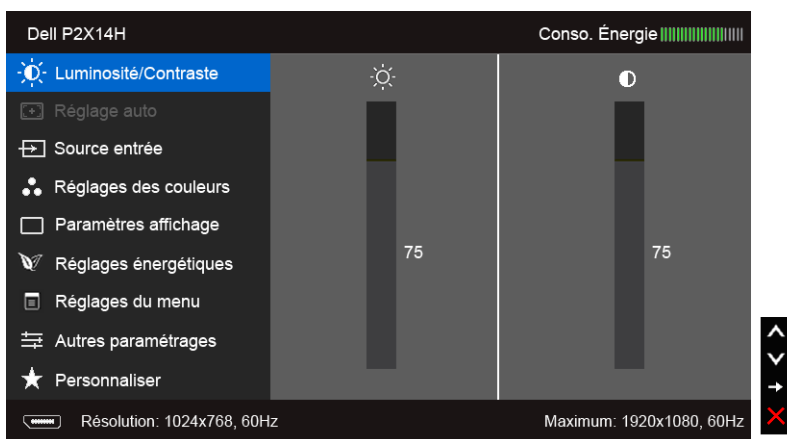 Dell P2X14H
Conso. Énergie
Luminosité/Contraste
Réglage auto
Source entrée
Réglages des couleurs
Paramètres affichage
75
75
Réglages énergétiques
Réglages du menu
Autres paramétrages
Personnaliser
Résolution: 1024x768, 60Hz
Maximum: 1920x1080, 60Hz